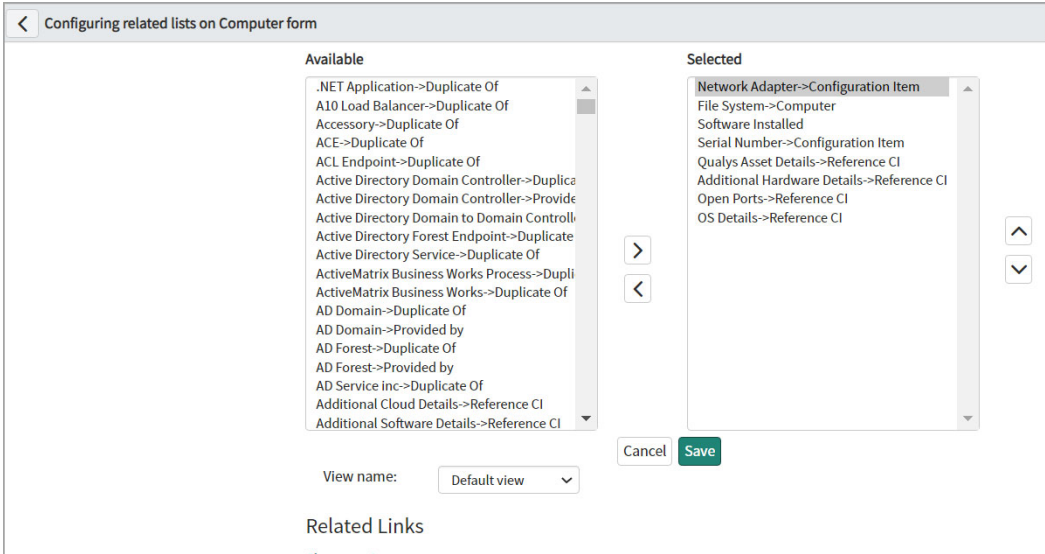 Configuring related lists on Computer form
Available
.NET Application->Duplicate Of
A10 Load Balancer->Duplicate Of
Accessory->Duplicate Of
ACE->Duplicate Of
ACL Endpoint->Duplicate Of
Active Directory Domain Controller->Duplica
Active Directory Domain Controller->Provide
Active Directory Domain to Domain Controll
Active Directory Forest Endpoint->Duplicate
Active Directory Service->Duplicate Of
ActiveMatrix Business Works Process->Dupli
ActiveMatrix Business Works->Duplicate Of
AD Domain->Duplicate Of
AD Domain->Provided by
AD Forest->Duplicate Of
AD Forest->Provided by
AD Service inc->Duplicate Of
Additional Cloud Details->Reference CI
Additional Software Details->Reference CI
Selected
Network Adapter->Configuration Item
File System->Computer
Software Installed
Serial Number->Configuration Item
Qualys Asset Details->Reference CI
Additional Hardware Details->Reference CI
Open Ports->Reference CI
OS Details->Reference CI
Cancel Save
View name: Default view
Related Links